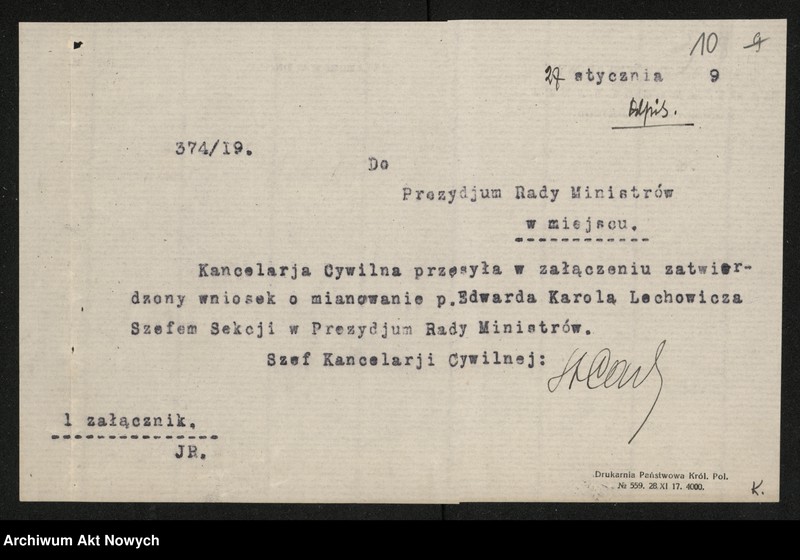 10 9
27 stycznia 9
Odpis.
374/19.
Do
Prezydjum Rady Ministrów
w miejscu.
Kancelarja Cywilna przesyła w załączeniu zatwier-
dzony wniosek o mianowanie p.Edwarda Karola Lechowicza
Szefem Sekcji w Prezydjum Rady Ministrów.
Szef Kancelarji Cywilnej:
1 załącznik.
JR.
Drukarnia Państwowa Król. Pol.
№ 559. 28. XI 17. 4000.
K.
Archiwum Akt Nowych